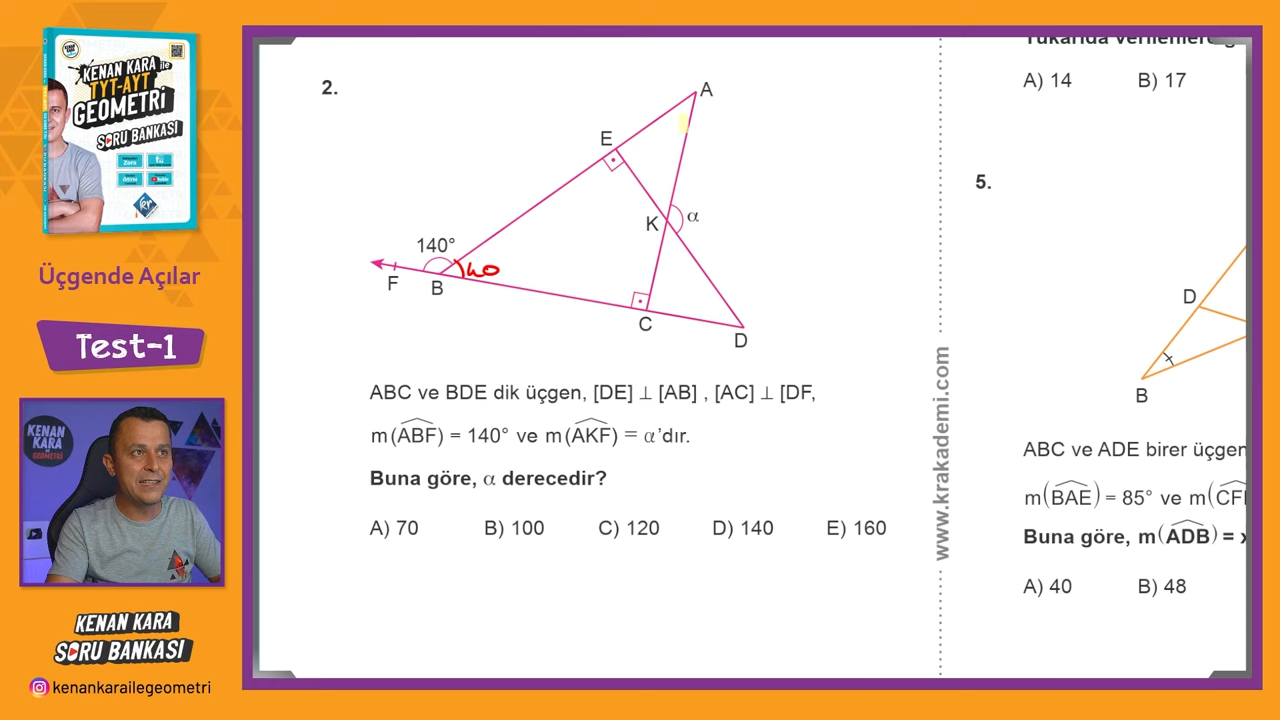 KENAN KARA ile
TYT-AYT
GEOMETRİ
SORU BANKASI
Üçgende Açılar
Test-1
KENAN
KARA
GEOMETRİ
KENAN KARA
SORU BANKASI
kenankarailegeometri
2.
A
E
K
α
140°
40
F
B
C
D
ABC ve BDE dik üçgen, [DE] ⊥ [AB] , [AC] ⊥ [DF,
m(ABF) = 140° ve m(AKF) = α'dır.
Buna göre, α derecedir?
A) 70 B) 100 C) 120 D) 140 E) 160
www.krakademi.com
A) 14 B) 17
5.
D
B
ABC ve ADE birer üçgen
m(BAE) = 85° ve m(CF
Buna göre, m(ADB) =
A) 40 B) 48